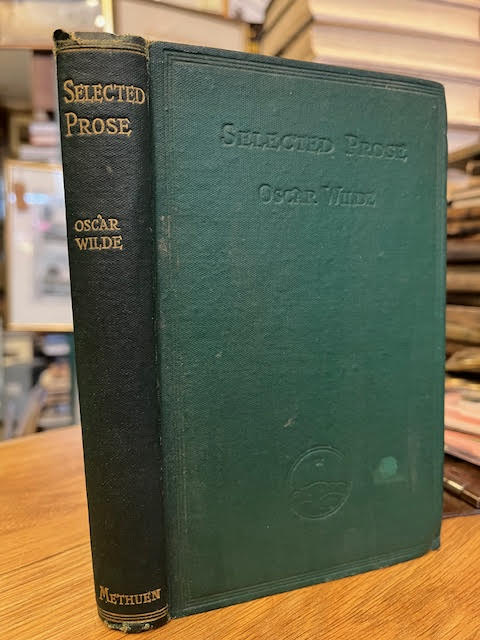 SELECTED
PROSE
OSCAR
WILDE
METHUEN
SELECTED PROSE
OSCAR WILDE